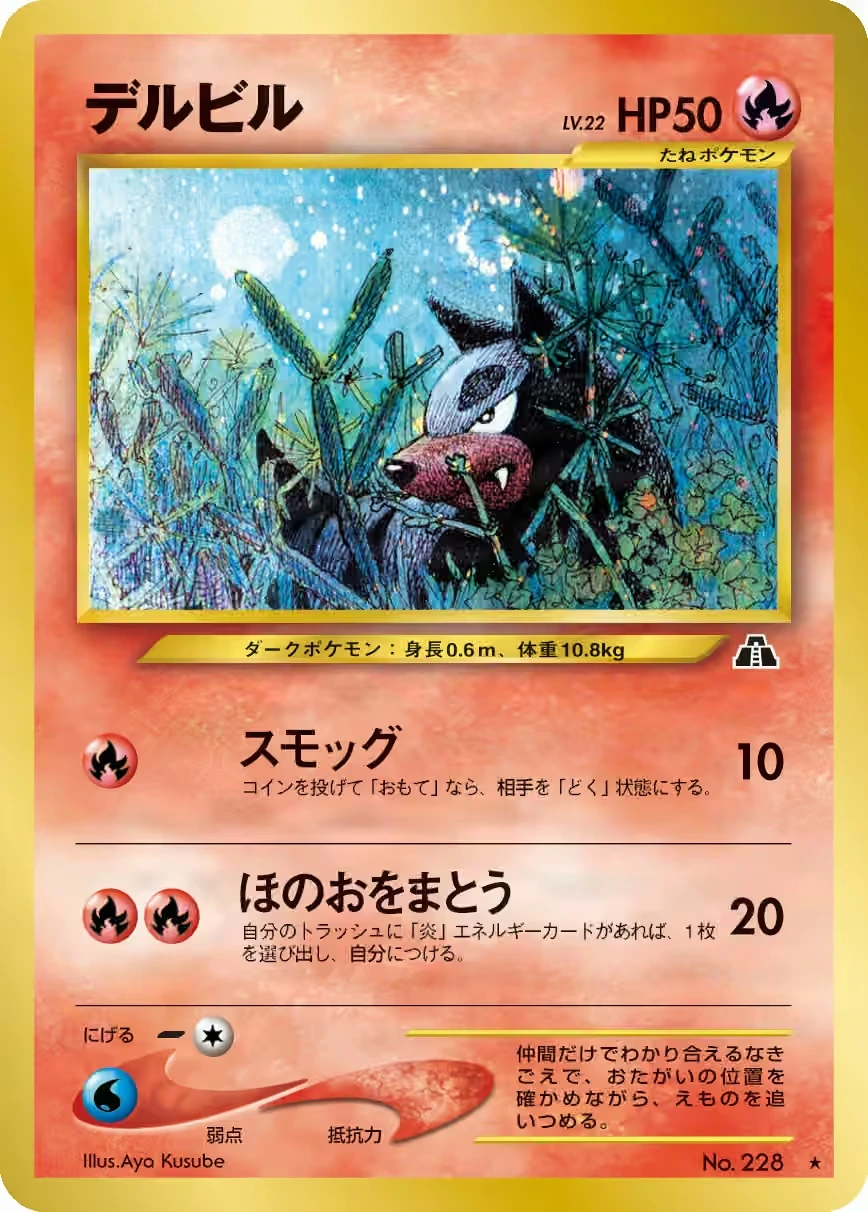 デルビル
LV.22 HP50
たねポケモン
ダークポケモン：身長0.6m、体重10.8kg
スモッグ 10
コインを投げて「おもて」なら、相手を「どく」状態にする。
ほのおをまとう 20
自分のトラッシュに「炎」エネルギーカードがあれば、1枚
を選び出し、自分につける。
にげる
弱点
抵抗力
仲間だけでわかり合えるなき
ごえで、おたがいの位置を
確かめながら、えものを追
いつめる。
Illus.Aya Kusube
No. 228 ★